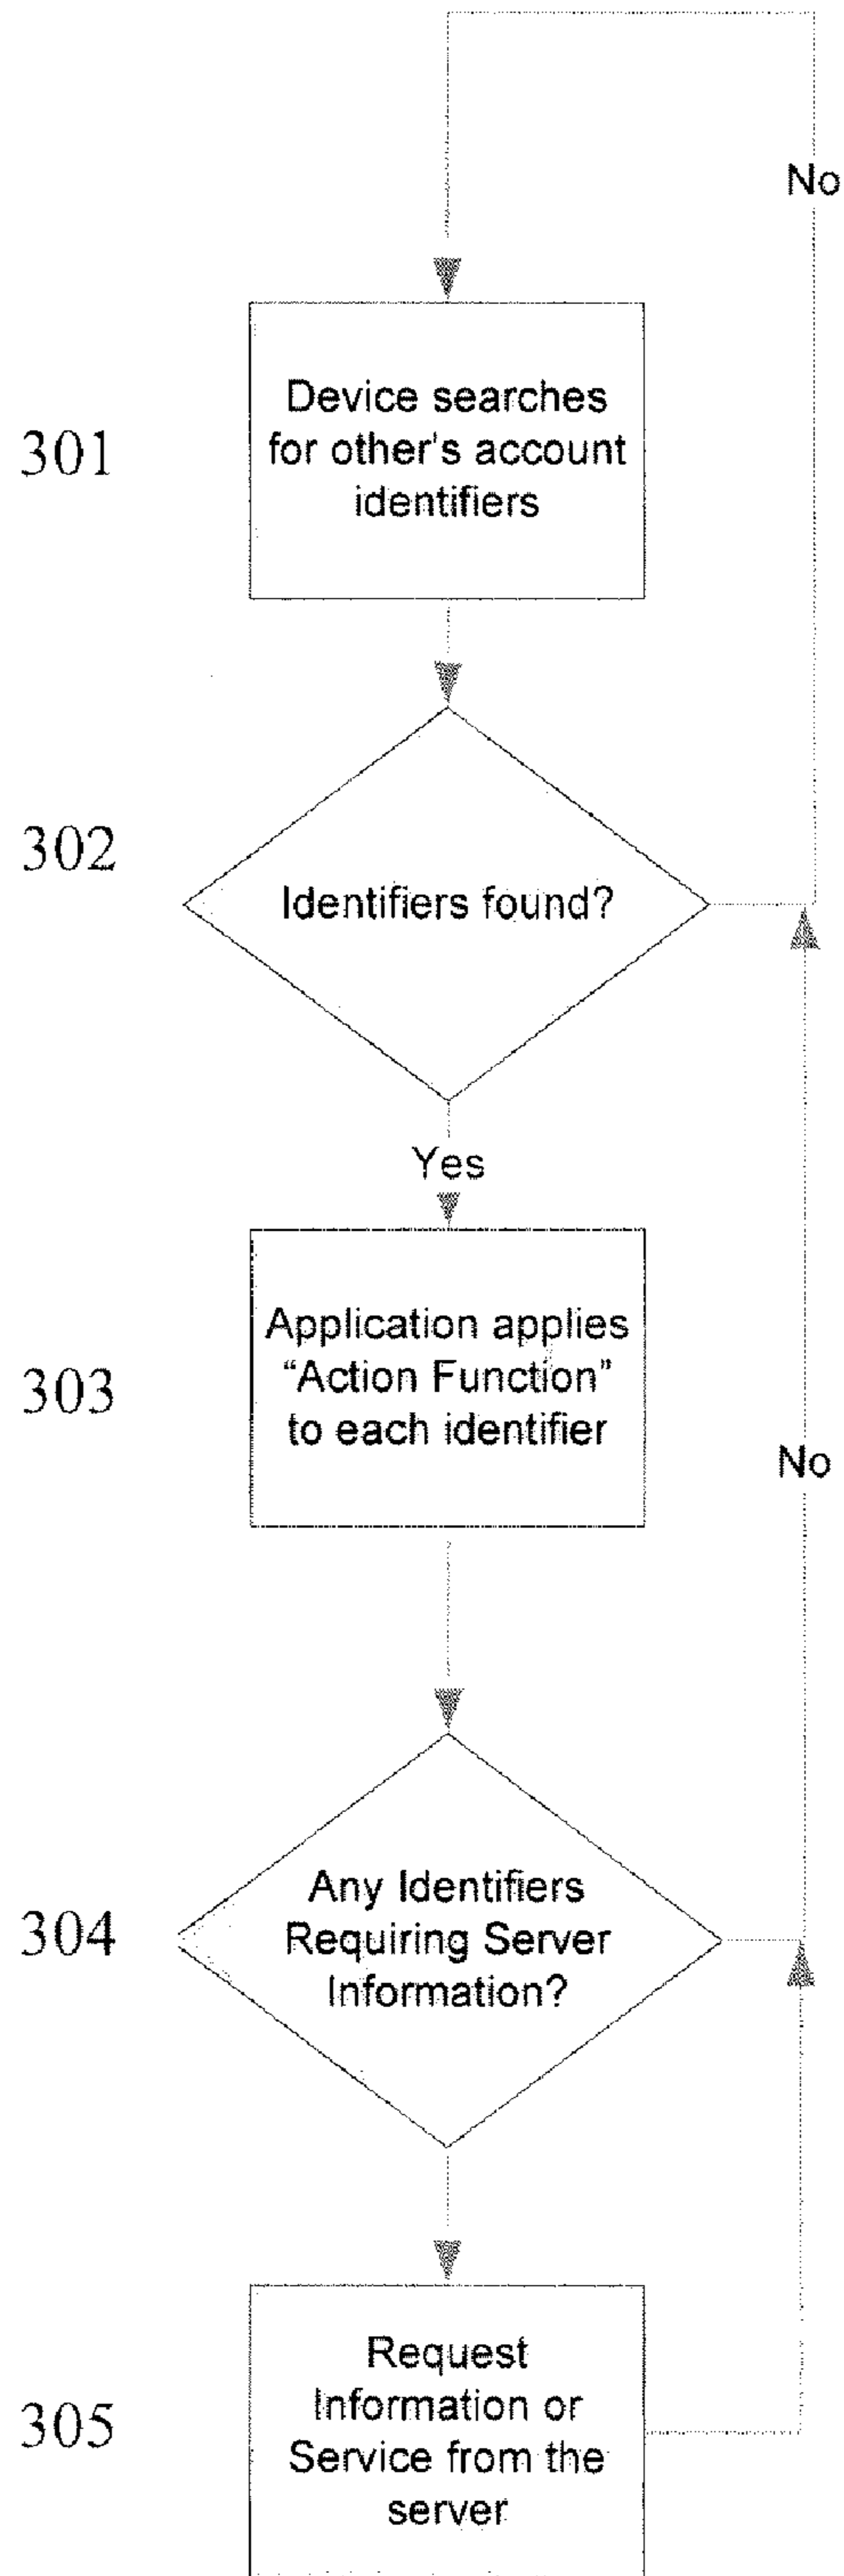 No
301
Device searches
for other's account
identifiers
302
Identifiers found?
Yes
303
Application applies
“Action Function”
to each identifier
No
304
Any Identifiers
Requiring Server
Information?
305
Request
Information or
Service from the
server